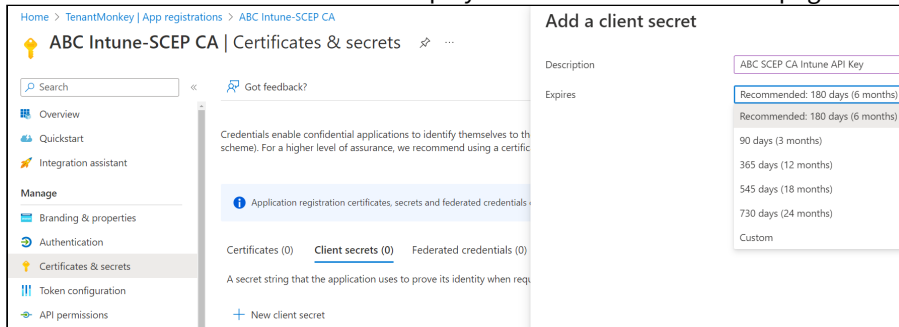 Home > TenantMonkey | App registrations > ABC Intune-SCEP CA
ABC Intune-SCEP CA | Certificates & secrets
Search
Overview
Quickstart
Integration assistant
Manage
Branding & properties
Authentication
Certificates & secrets
Token configuration
API permissions
Got feedback?
Credentials enable confidential applications to identify themselves to th
scheme). For a higher level of assurance, we recommend using a certific
Application registration certificates, secrets and federated credentials
Certificates (0) Client secrets (0) Federated credentials (0)
A secret string that the application uses to prove its identity when requ
New client secret
Add a client secret
Description
ABC SCEP CA Intune API Key
Expires
Recommended: 180 days (6 months)
Recommended: 180 days (6 months)
90 days (3 months)
365 days (12 months)
545 days (18 months)
730 days (24 months)
Custom